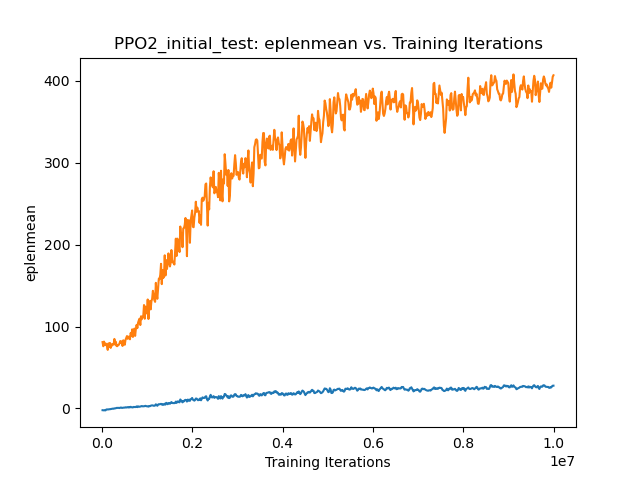 PPO2_initial_test: eplenmean vs. Training Iterations
400
300
200
100
0
eplenmean
0.0 0.2 0.4 0.6 0.8 1.0
1e7
Training Iterations